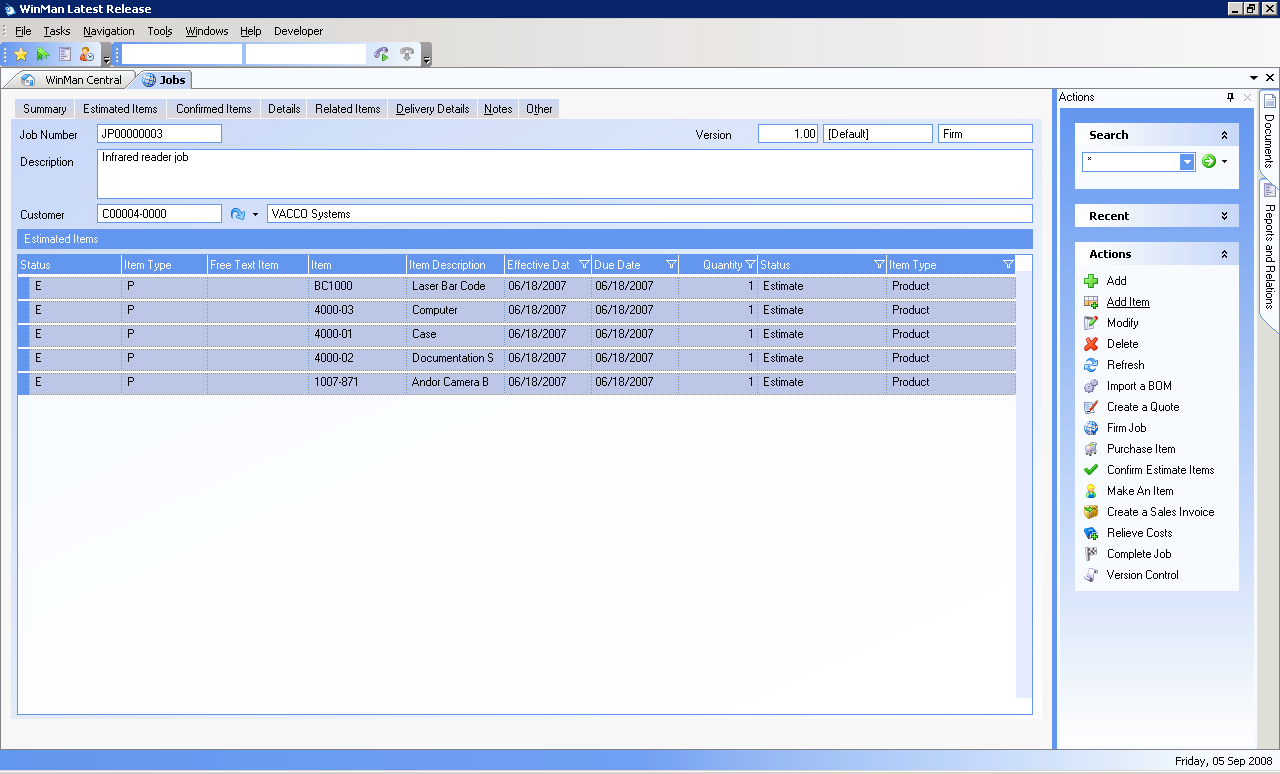 WinMan Latest Release
File Tasks Navigation Tools Windows Help Developer
WinMan Central Jobs
Summary Estimated Items Confirmed Items Details Related Items Delivery Details Notes Other
Job Number JP00000003 Version 1.00 [Default] Firm
Description Infrared reader job
Customer C00004-0000 VACCO Systems
Estimated Items
Status Item Type Free Text Item Item Item Description Effective Dat Due Date Quantity Status Item Type
E P BC1000 Laser Bar Code 06/18/2007 06/18/2007 1 Estimate Product
E P 4000-03 Computer 06/18/2007 06/18/2007 1 Estimate Product
E P 4000-01 Case 06/18/2007 06/18/2007 1 Estimate Product
E P 4000-02 Documentation S 06/18/2007 06/18/2007 1 Estimate Product
E P 1007-871 Andor Camera B 06/18/2007 06/18/2007 1 Estimate Product
Actions
Search
*
Recent
Actions
Add
Add Item
Modify
Delete
Refresh
Import a BOM
Create a Quote
Firm Job
Purchase Item
Confirm Estimate Items
Make An Item
Create a Sales Invoice
Relieve Costs
Complete Job
Version Control
Documents
Reports and Relations
Friday, 05 Sep 2008